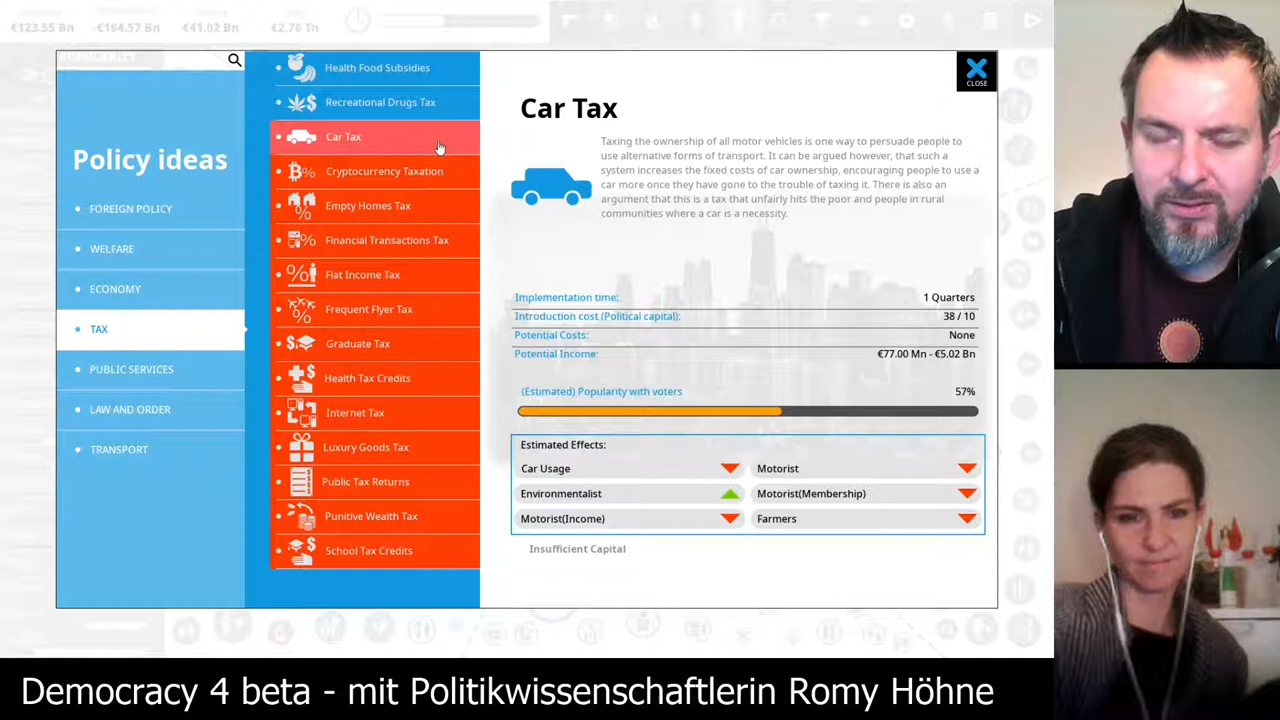 €123.55 Bn
€41.02 Bn
€2.76 Tn
Policy ideas
FOREIGN POLICY
WELFARE
ECONOMY
TAX
PUBLIC SERVICES
LAW AND ORDER
TRANSPORT
Health Food Subsidies
Recreational Drugs Tax
Car Tax
Cryptocurrency Taxation
Empty Homes Tax
Financial Transactions Tax
Flat Income Tax
Frequent Flyer Tax
Graduate Tax
Health Tax Credits
Internet Tax
Luxury Goods Tax
Public Tax Returns
Punitive Wealth Tax
School Tax Credits
CLOSE
Car Tax
Taxing the ownership of all motor vehicles is one way to persuade people to
use alternative forms of transport. It can be argued however, that such a
system increases the fixed costs of car ownership, encouraging people to use a
car more once they have gone to the trouble of taxing it. There is also an
argument that this is a tax that unfairly hits the poor and people in rural
communities where a car is a necessity.
Implementation time: 1 Quarters
Introduction cost (Political capital): 38 / 10
Potential Costs: None
Potential Income: €77.00 Mn - €5.02 Bn
(Estimated) Popularity with voters 57%
Estimated Effects:
Car Usage Motorist
Environmentalist Motorist(Membership)
Motorist(Income) Farmers
Insufficient Capital
Democracy 4 beta - mit Politikwissenschaftlerin Romy Höhne